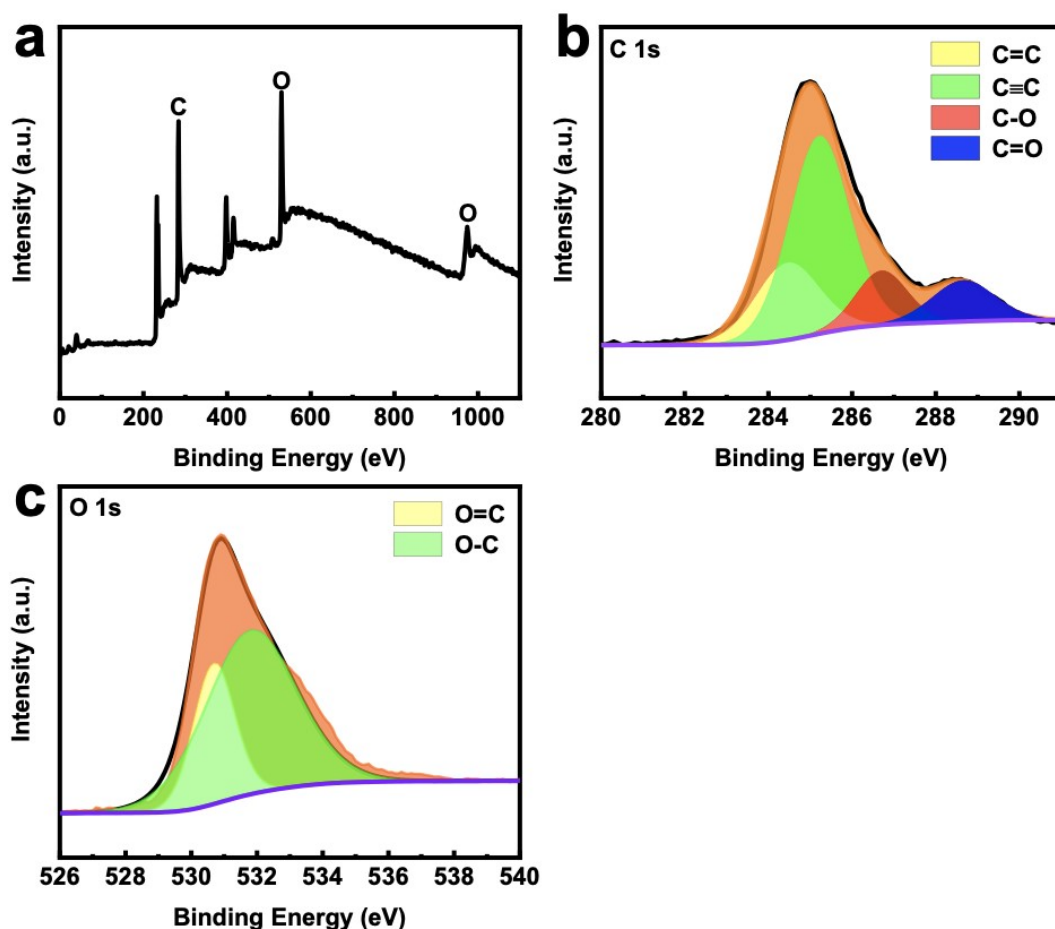 a
C
O
O
Intensity (a.u.)
0 200 400 600 800 1000
Binding Energy (eV)
b
C 1s
C=C
C≡C
C-O
C=O
Intensity (a.u.)
280 282 284 286 288 290
Binding Energy (eV)
c
O 1s
O=C
O-C
Intensity (a.u.)
526 528 530 532 534 536 538 540
Binding Energy (eV)